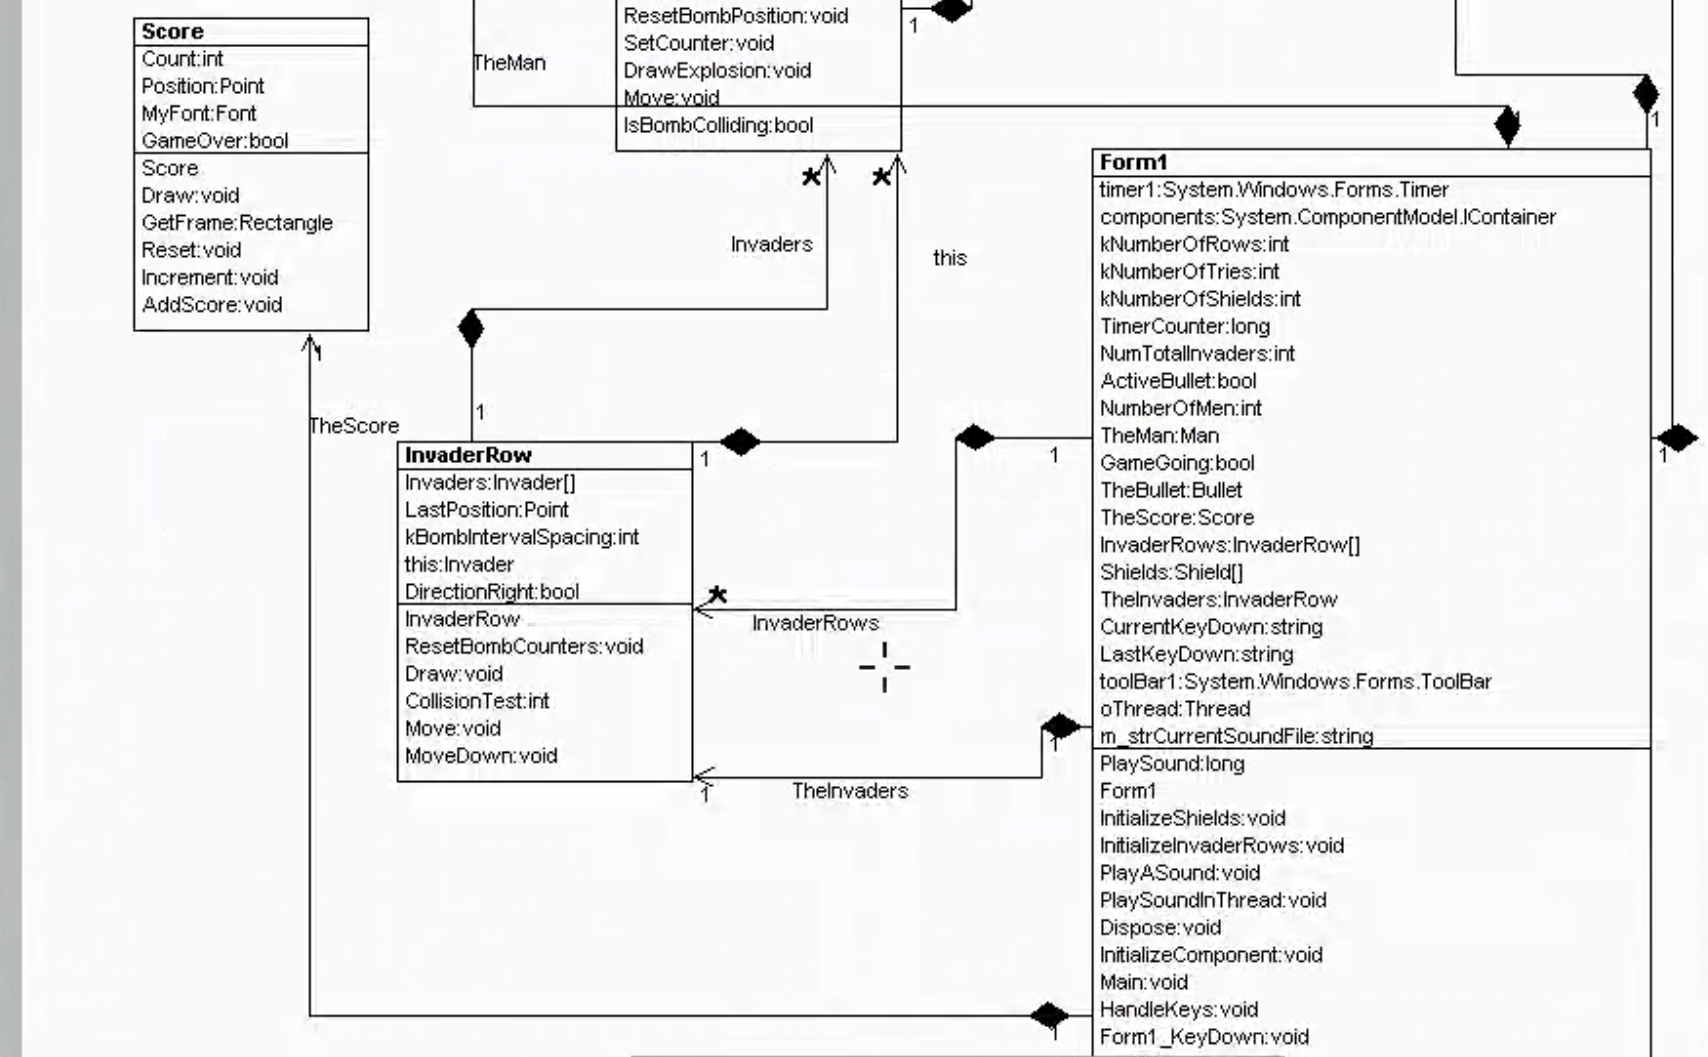 Score
Count:int
Position:Point
MyFont:Font
GameOver:bool
Score
Draw:void
GetFrame:Rectangle
Reset:void
Increment:void
AddScore:void
1
TheScore
TheMan
ResetBombPosition:void
SetCounter:void
DrawExplosion:void
Move:void
IsBombColliding:bool
1
*
*
Invaders
this
1
1
InvaderRow
Invaders:Invader[]
LastPosition:Point
kBombIntervalSpacing:int
this:Invader
DirectionRight:bool
InvaderRow
ResetBombCounters:void
Draw:void
CollisionTest:int
Move:void
MoveDown:void
1
*
InvaderRows
1
TheInvaders
1
1
1
1
Form1
timer1:System.Windows.Forms.Timer
components:System.ComponentModel.IContainer
kNumberOfRows:int
kNumberOfTries:int
kNumberOfShields:int
TimerCounter:long
NumTotalInvaders:int
ActiveBullet:bool
NumberOfMen:int
TheMan:Man
GameGoing:bool
TheBullet:Bullet
TheScore:Score
InvaderRows:InvaderRow[]
Shields:Shield[]
TheInvaders:InvaderRow
CurrentKeyDown:string
LastKeyDown:string
toolBar1:System.Windows.Forms.ToolBar
oThread:Thread
m_strCurrentSoundFile:string
PlaySound:long
Form1
InitializeShields:void
InitializeInvaderRows:void
PlayASound:void
PlaySoundInThread:void
Dispose:void
InitializeComponent:void
Main:void
HandleKeys:void
Form1_KeyDown:void
1